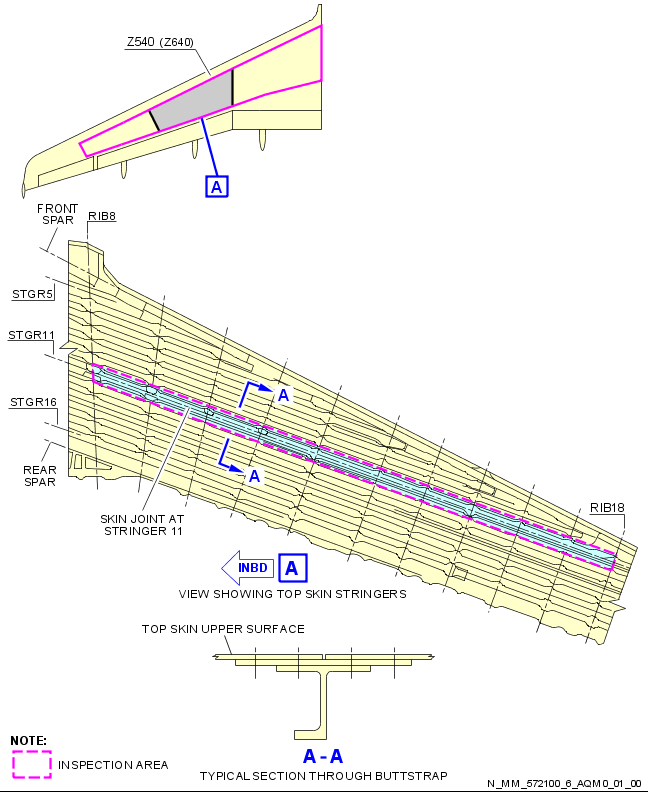 Z540 (Z640)
A
FRONT
SPAR
RIB8
STGR5
STGR11
STGR16
REAR
SPAR
A
A
SKIN JOINT AT
STRINGER 11
RIB18
INBD
A
VIEW SHOWING TOP SKIN STRINGERS
TOP SKIN UPPER SURFACE
NOTE:
INSPECTION AREA
A-A
TYPICAL SECTION THROUGH BUTTSTRAP
N_MM_572100_6_AQM0_01_00